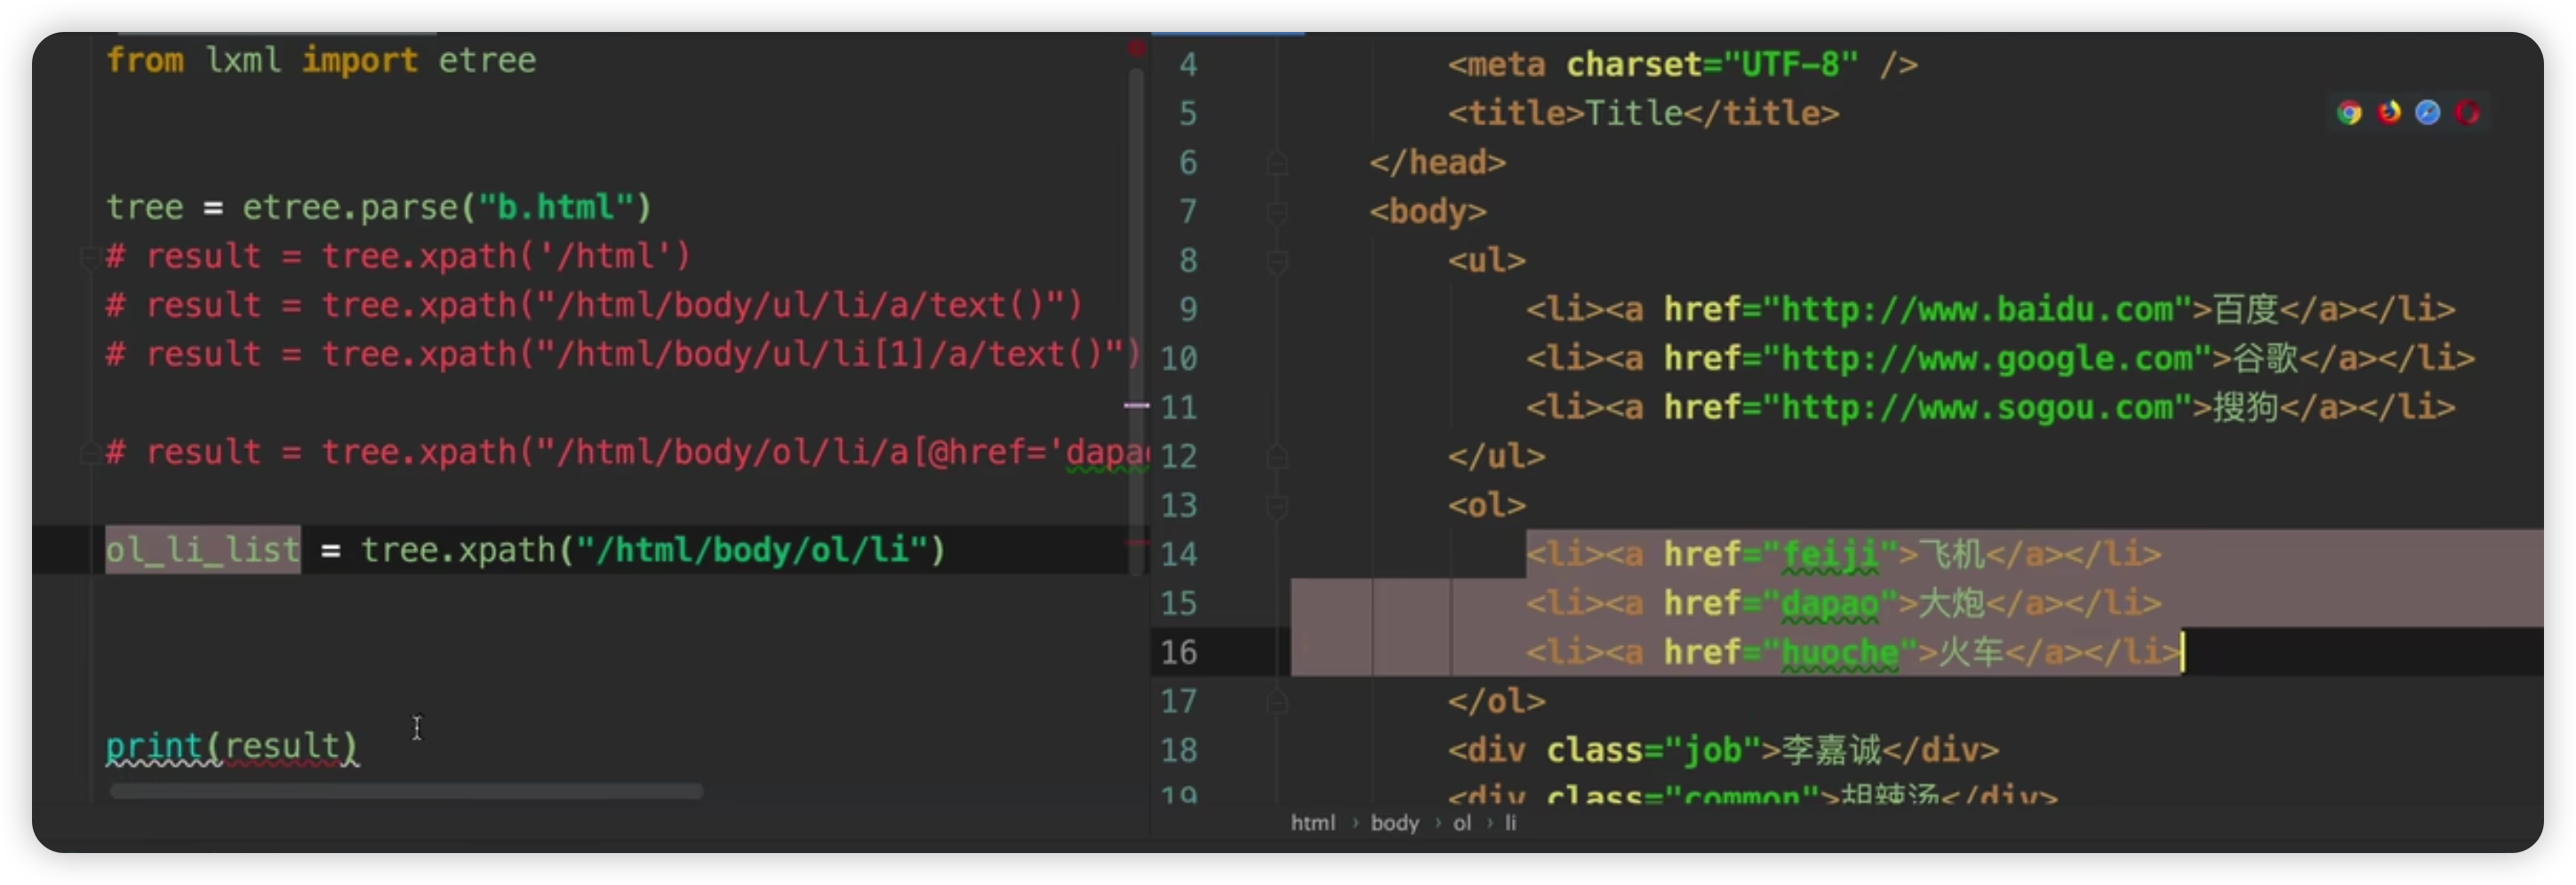 from lxml import etree
tree = etree.parse("b.html")
# result = tree.xpath('/html')
# result = tree.xpath("/html/body/ul/li/a/text()")
# result = tree.xpath("/html/body/ul/li[1]/a/text()")
# result = tree.xpath("/html/body/ol/li/a[@href='dapa
ol_li_list = tree.xpath("/html/body/ol/li")
print(result)
4 <meta charset="UTF-8" />
5 <title>Title</title>
6 </head>
7 <body>
8 <ul>
9 <li><a href="http://www.baidu.com">百度</a></li>
10 <li><a href="http://www.google.com">谷歌</a></li>
11 <li><a href="http://www.sogou.com">搜狗</a></li>
12 </ul>
13 <ol>
14 <li><a href="feiji">飞机</a></li>
15 <li><a href="dapao">大炮</a></li>
16 <li><a href="huoche">火车</a></li>
17 </ol>
18 <div class="job">李嘉诚</div>
19 <div class="common">胡辣汤</div>
html › body › ol › li